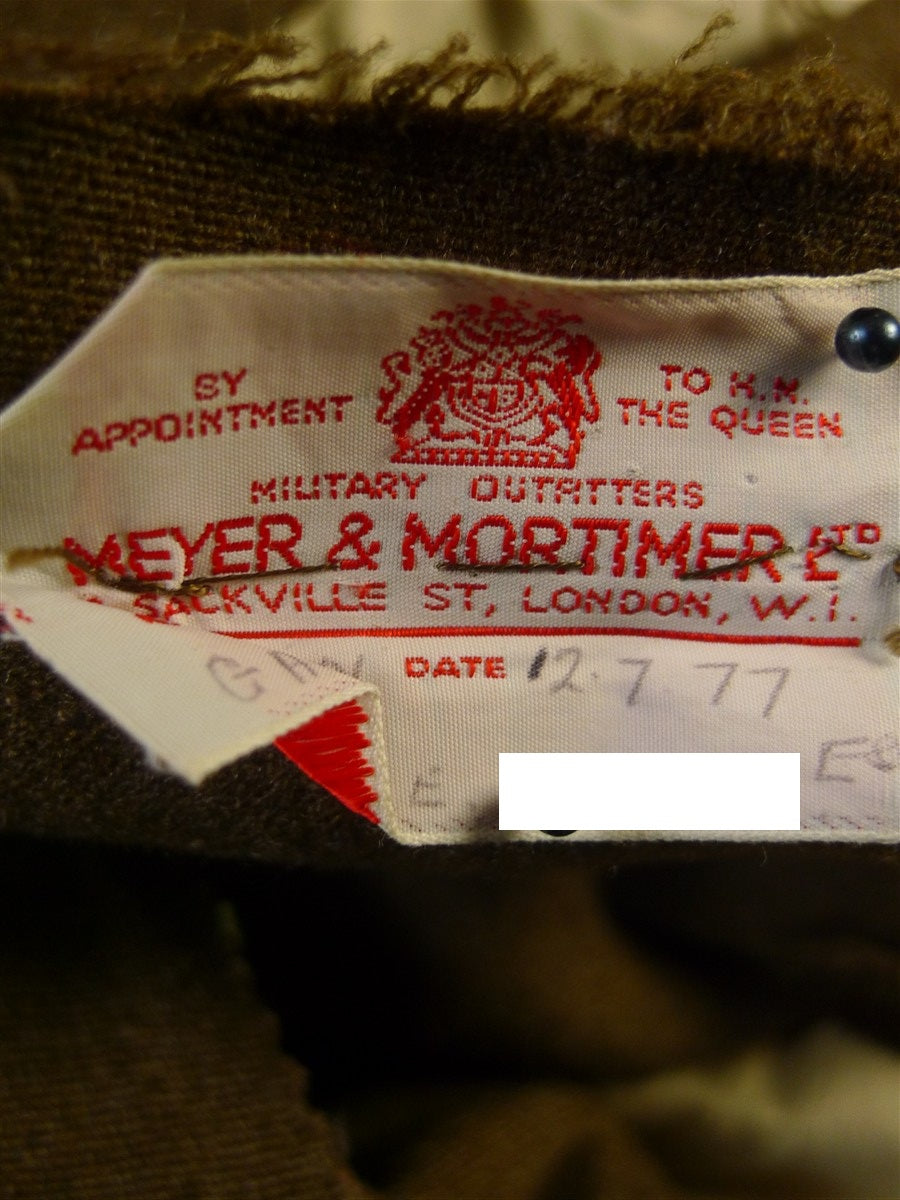 BY
APPOINTMENT
TO H.M.
THE QUEEN
MILITARY OUTFITTERS
MEYER & MORTIMER LTD
SACKVILLE ST, LONDON, W.1.
DATE 12.7 77
E